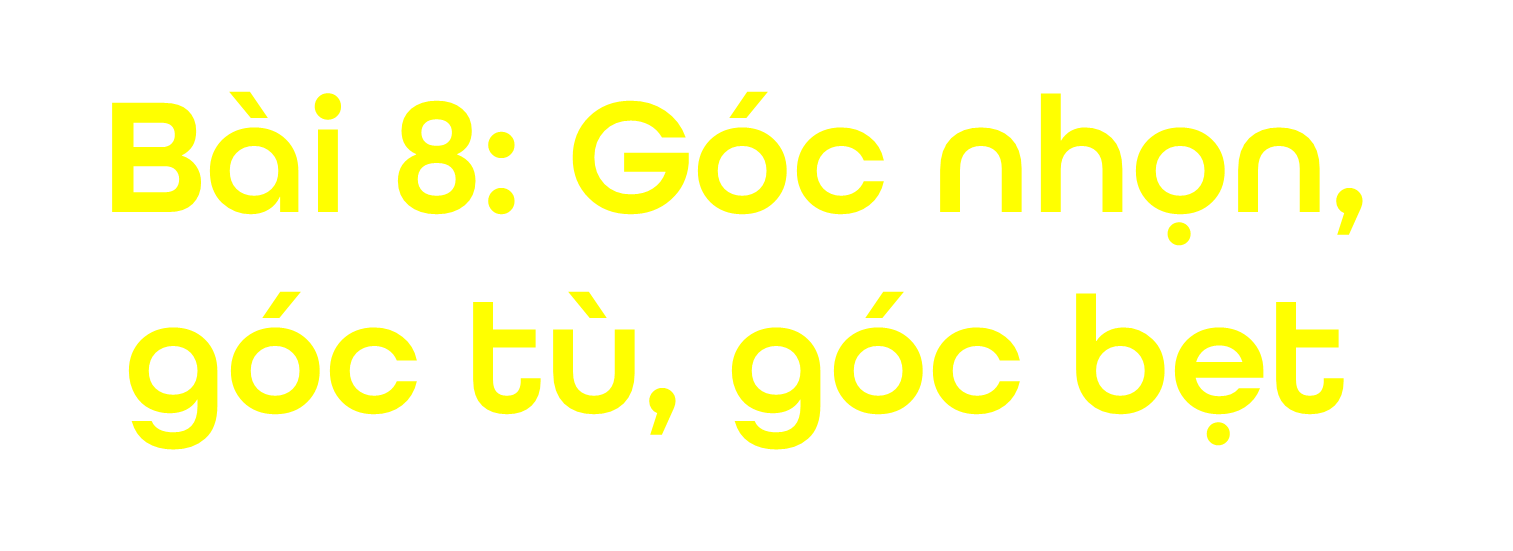 Bài 8: Góc nhọn,
góc tù, góc bẹt